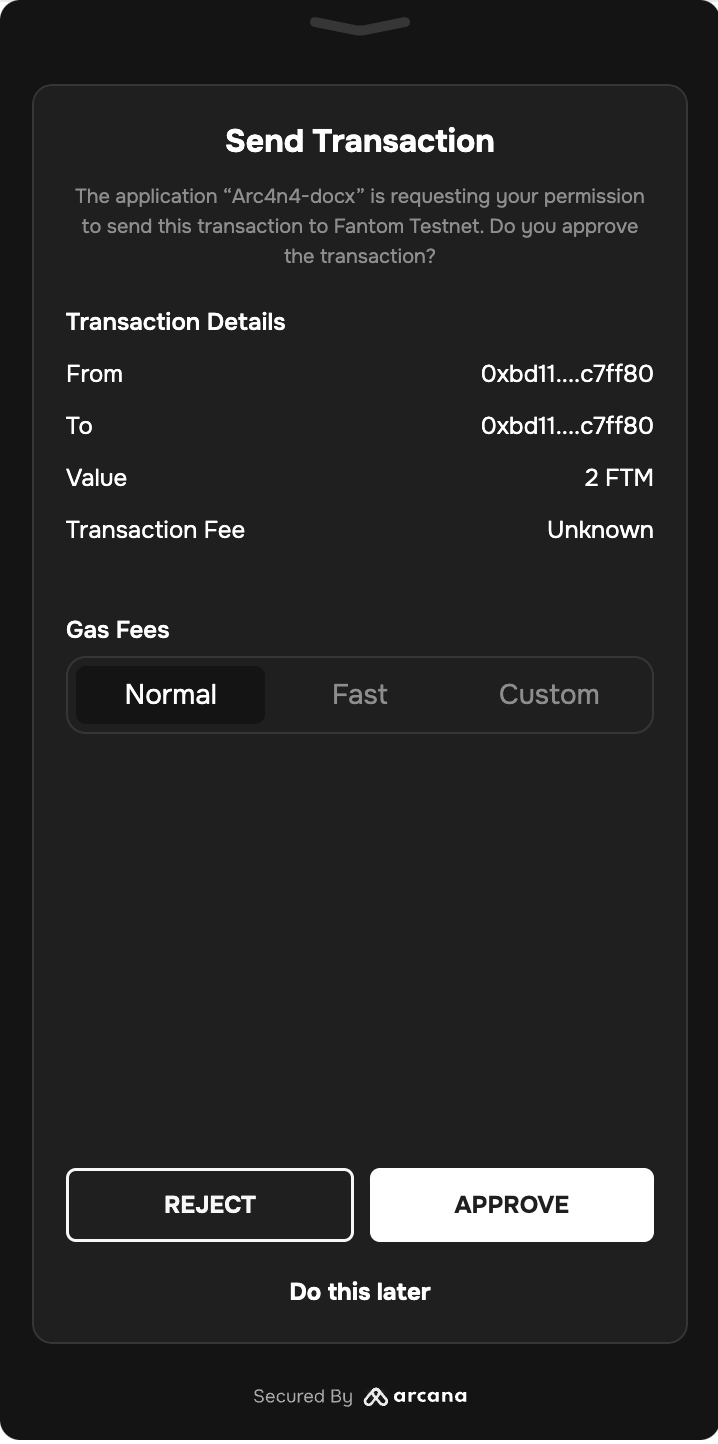 Send Transaction
The application “Arc4n4-docx” is requesting your permission
to send this transaction to Fantom Testnet. Do you approve
the transaction?
Transaction Details
From 0xbd11....c7ff80
To 0xbd11....c7ff80
Value 2 FTM
Transaction Fee Unknown
Gas Fees
Normal Fast Custom
REJECT APPROVE
Do this later
Secured By arcana